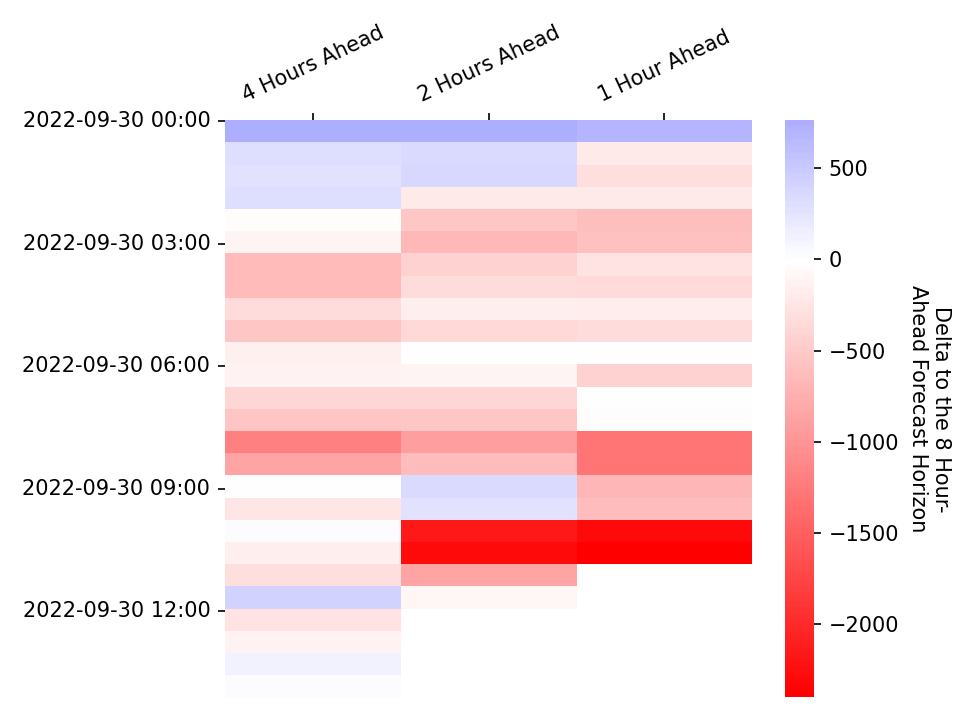 4 Hours Ahead
2 Hours Ahead
1 Hour Ahead
2022-09-30 00:00
2022-09-30 03:00
2022-09-30 06:00
2022-09-30 09:00
2022-09-30 12:00
500
0
−500
−1000
−1500
−2000
Delta to the 8 Hour-
Ahead Forecast Horizon